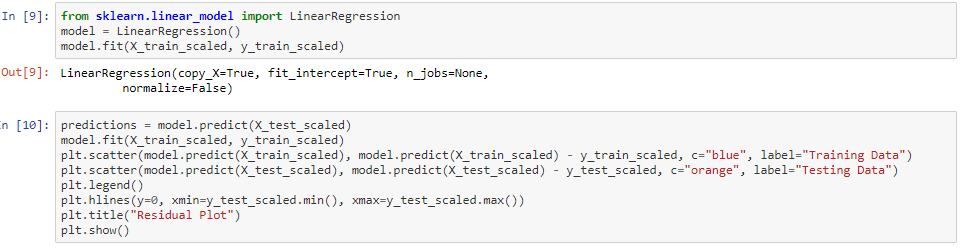 In [9]: from sklearn.linear_model import LinearRegression
model = LinearRegression()
model.fit(X_train_scaled, y_train_scaled)
Out[9]: LinearRegression(copy_X=True, fit_intercept=True, n_jobs=None,
normalize=False)
n [10]: predictions = model.predict(X_test_scaled)
model.fit(X_train_scaled, y_train_scaled)
plt.scatter(model.predict(X_train_scaled), model.predict(X_train_scaled) - y_train_scaled, c="blue", label="Training Data")
plt.scatter(model.predict(X_test_scaled), model.predict(X_test_scaled) - y_test_scaled, c="orange", label="Testing Data")
plt.legend()
plt.hlines(y=0, xmin=y_test_scaled.min(), xmax=y_test_scaled.max())
plt.title("Residual Plot")
plt.show()